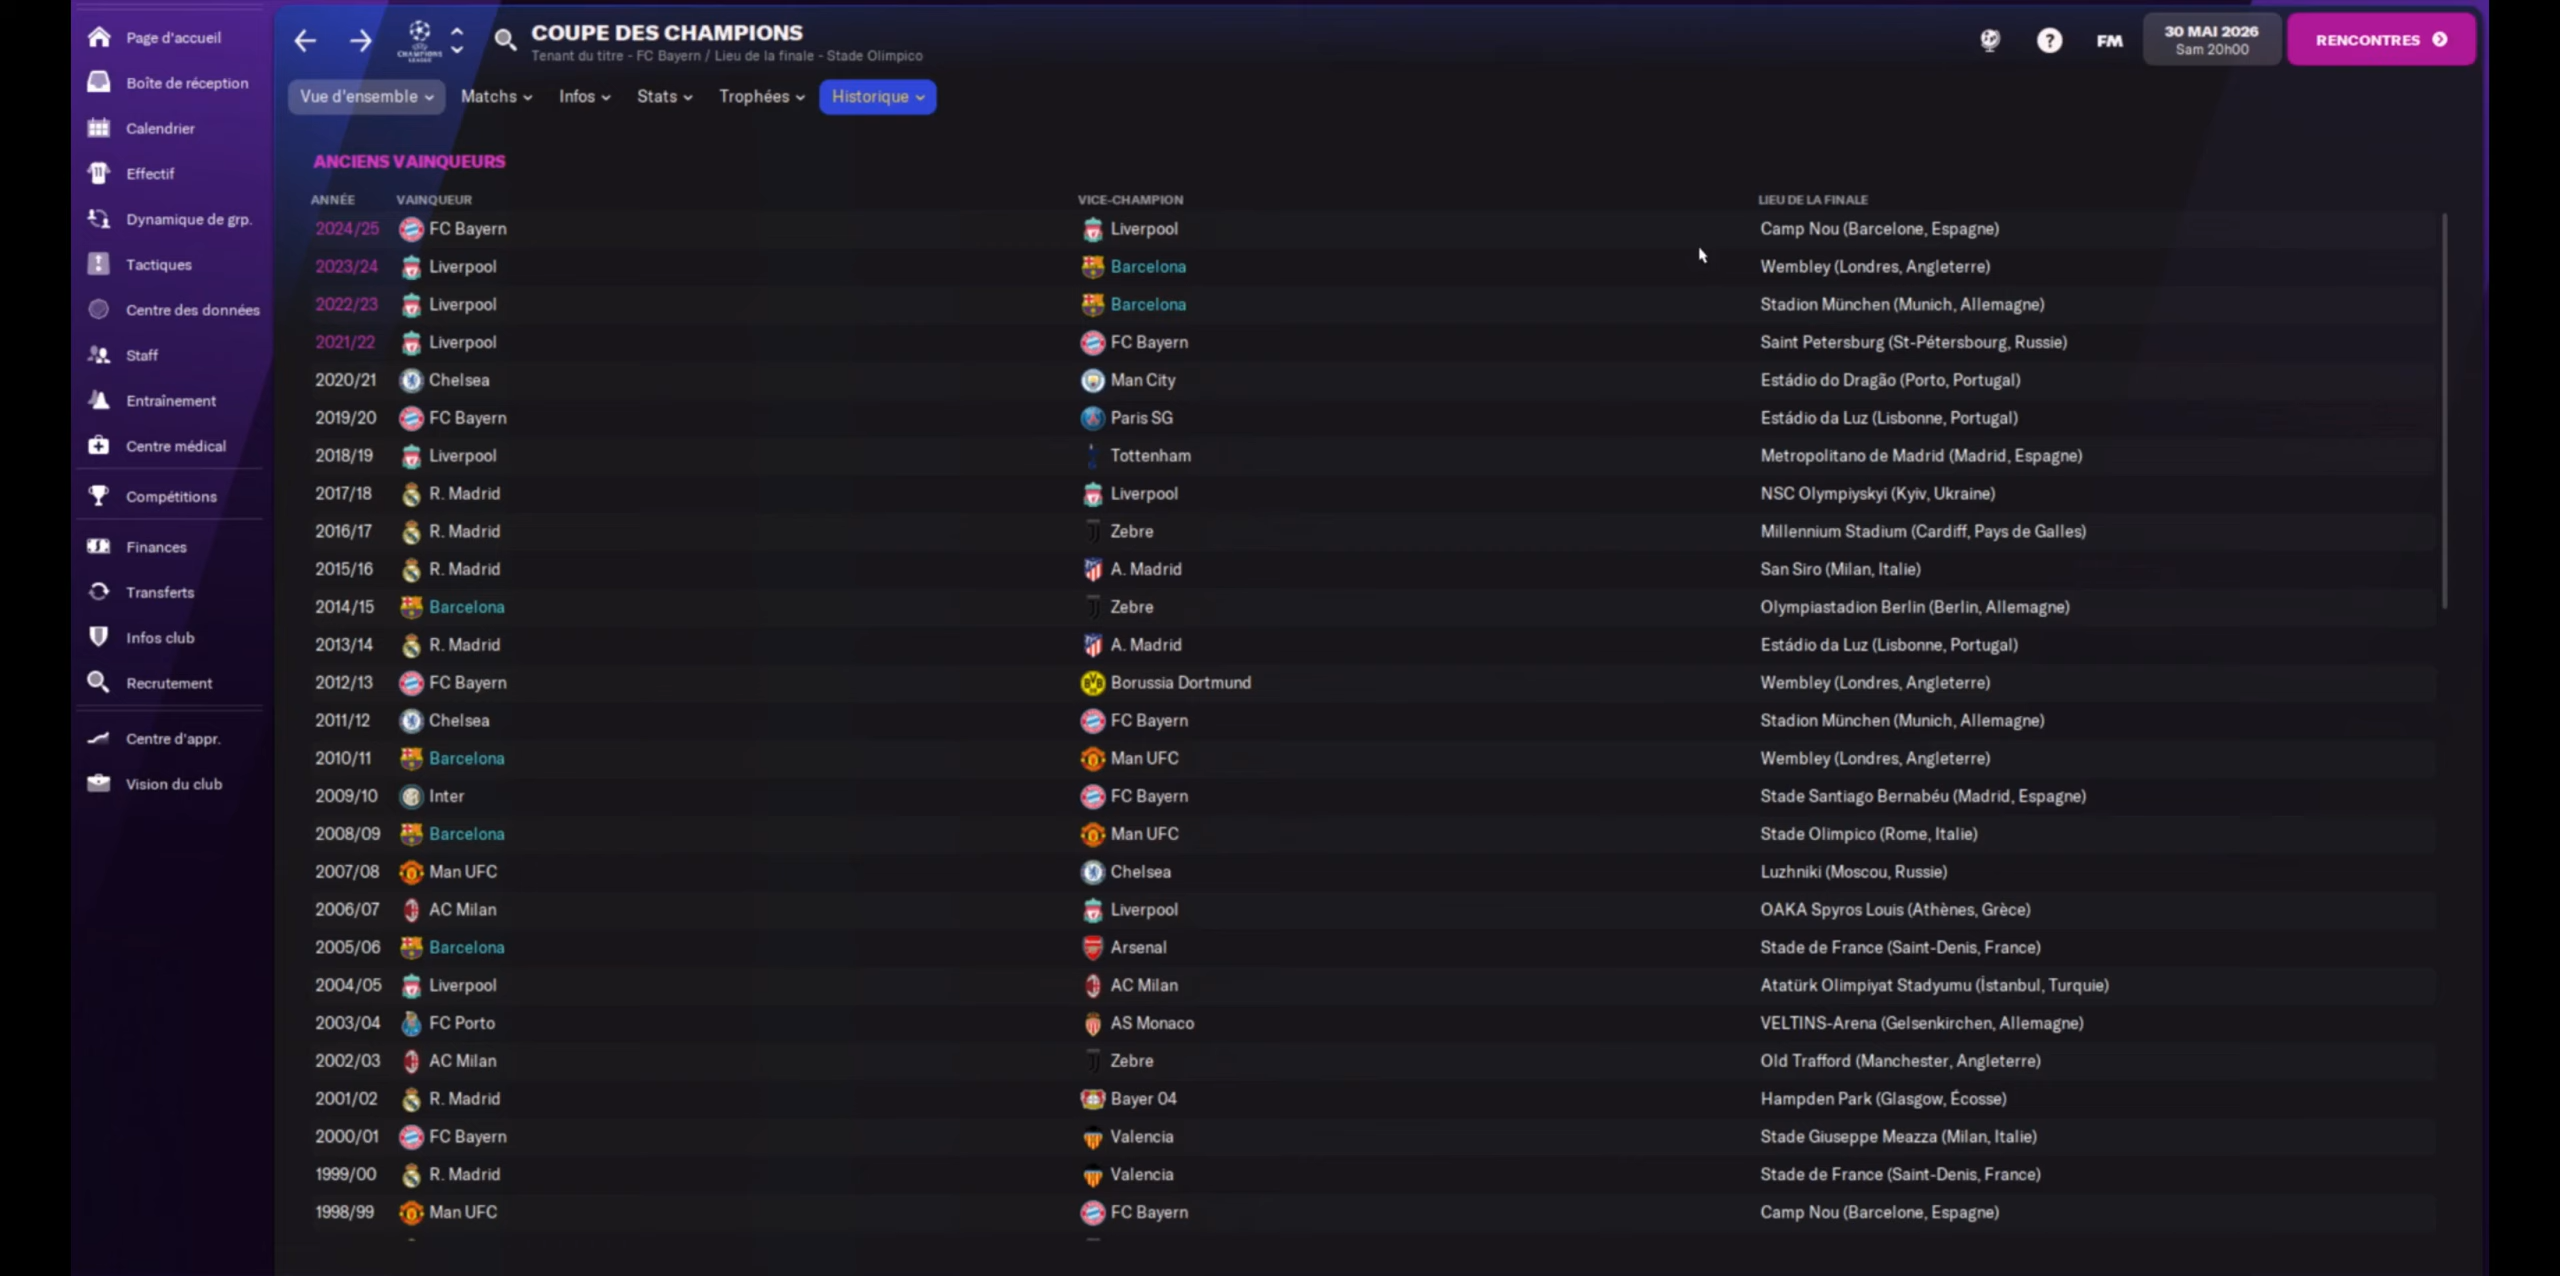 Page d'accueil
Boîte de réception
Calendrier
Effectif
Dynamique de grp.
Tactiques
Centre des données
Staff
Entraînement
Centre médical
Compétitions
Finances
Transferts
Infos club
Recrutement
Centre d'appr.
Vision du club
CHAMPIONS LEAGUE
COUPE DES CHAMPIONS
Tenant du titre - FC Bayern / Lieu de la finale - Stade Olimpico
? FM
30 MAI 2026
Sam 20h00
RENCONTRES
Vue d'ensemble Matchs Infos Stats Trophées Historique
ANCIENS VAINQUEURS
ANNÉE VAINQUEUR VICE-CHAMPION LIEU DE LA FINALE
2024/25 FC Bayern Liverpool Camp Nou (Barcelone, Espagne)
2023/24 Liverpool Barcelona Wembley (Londres, Angleterre)
2022/23 Liverpool Barcelona Stadion München (Munich, Allemagne)
2021/22 Liverpool FC Bayern Saint Petersburg (St-Pétersbourg, Russie)
2020/21 Chelsea Man City Estádio do Dragão (Porto, Portugal)
2019/20 FC Bayern Paris SG Estádio da Luz (Lisbonne, Portugal)
2018/19 Liverpool Tottenham Metropolitano de Madrid (Madrid, Espagne)
2017/18 R. Madrid Liverpool NSC Olympiyskyi (Kyiv, Ukraine)
2016/17 R. Madrid Zebre Millennium Stadium (Cardiff, Pays de Galles)
2015/16 R. Madrid A. Madrid San Siro (Milan, Italie)
2014/15 Barcelona Zebre Olympiastadion Berlin (Berlin, Allemagne)
2013/14 R. Madrid A. Madrid Estádio da Luz (Lisbonne, Portugal)
2012/13 FC Bayern Borussia Dortmund Wembley (Londres, Angleterre)
2011/12 Chelsea FC Bayern Stadion München (Munich, Allemagne)
2010/11 Barcelona Man UFC Wembley (Londres, Angleterre)
2009/10 Inter FC Bayern Stade Santiago Bernabéu (Madrid, Espagne)
2008/09 Barcelona Man UFC Stade Olimpico (Rome, Italie)
2007/08 Man UFC Chelsea Luzhniki (Moscou, Russie)
2006/07 AC Milan Liverpool OAKA Spyros Louis (Athènes, Grèce)
2005/06 Barcelona Arsenal Stade de France (Saint-Denis, France)
2004/05 Liverpool AC Milan Atatürk Olimpiyat Stadyumu (İstanbul, Turquie)
2003/04 FC Porto AS Monaco VELTINS-Arena (Gelsenkirchen, Allemagne)
2002/03 AC Milan Zebre Old Trafford (Manchester, Angleterre)
2001/02 R. Madrid Bayer 04 Hampden Park (Glasgow, Écosse)
2000/01 FC Bayern Valencia Stade Giuseppe Meazza (Milan, Italie)
1999/00 R. Madrid Valencia Stade de France (Saint-Denis, France)
1998/99 Man UFC FC Bayern Camp Nou (Barcelone, Espagne)